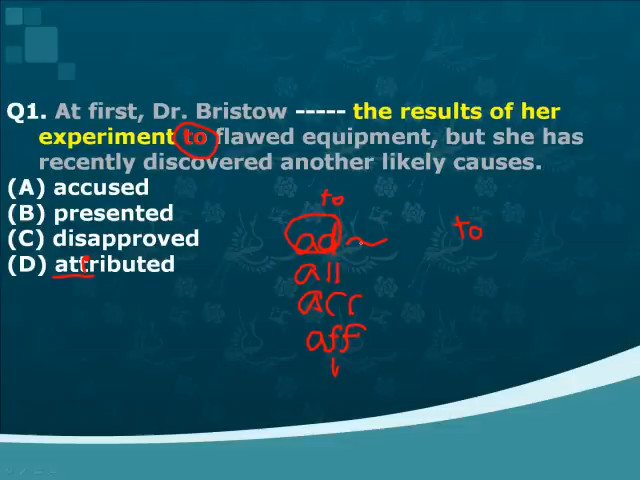 Q1. At first, Dr. Bristow ----- the results of her
experiment to flawed equipment, but she has
recently discovered another likely causes.
(A) accused
(B) presented
(C) disapproved
(D) attributed
to
ad
to
all
acc
aff